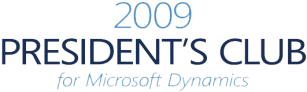 2009
PRESIDENT'S CLUB
for Microsoft Dynamics